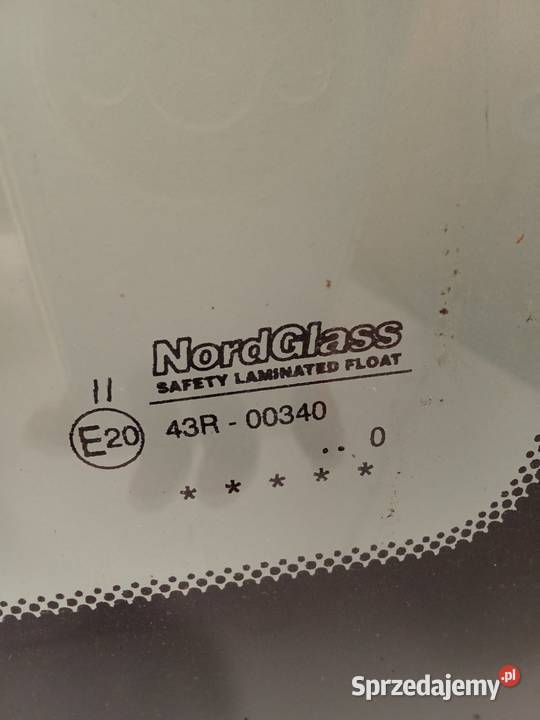 NordGlass
SAFETY LAMINATED FLOAT
II
E20 43R - 00340
.. 0
* * * * *
Sprzedajemy.pl